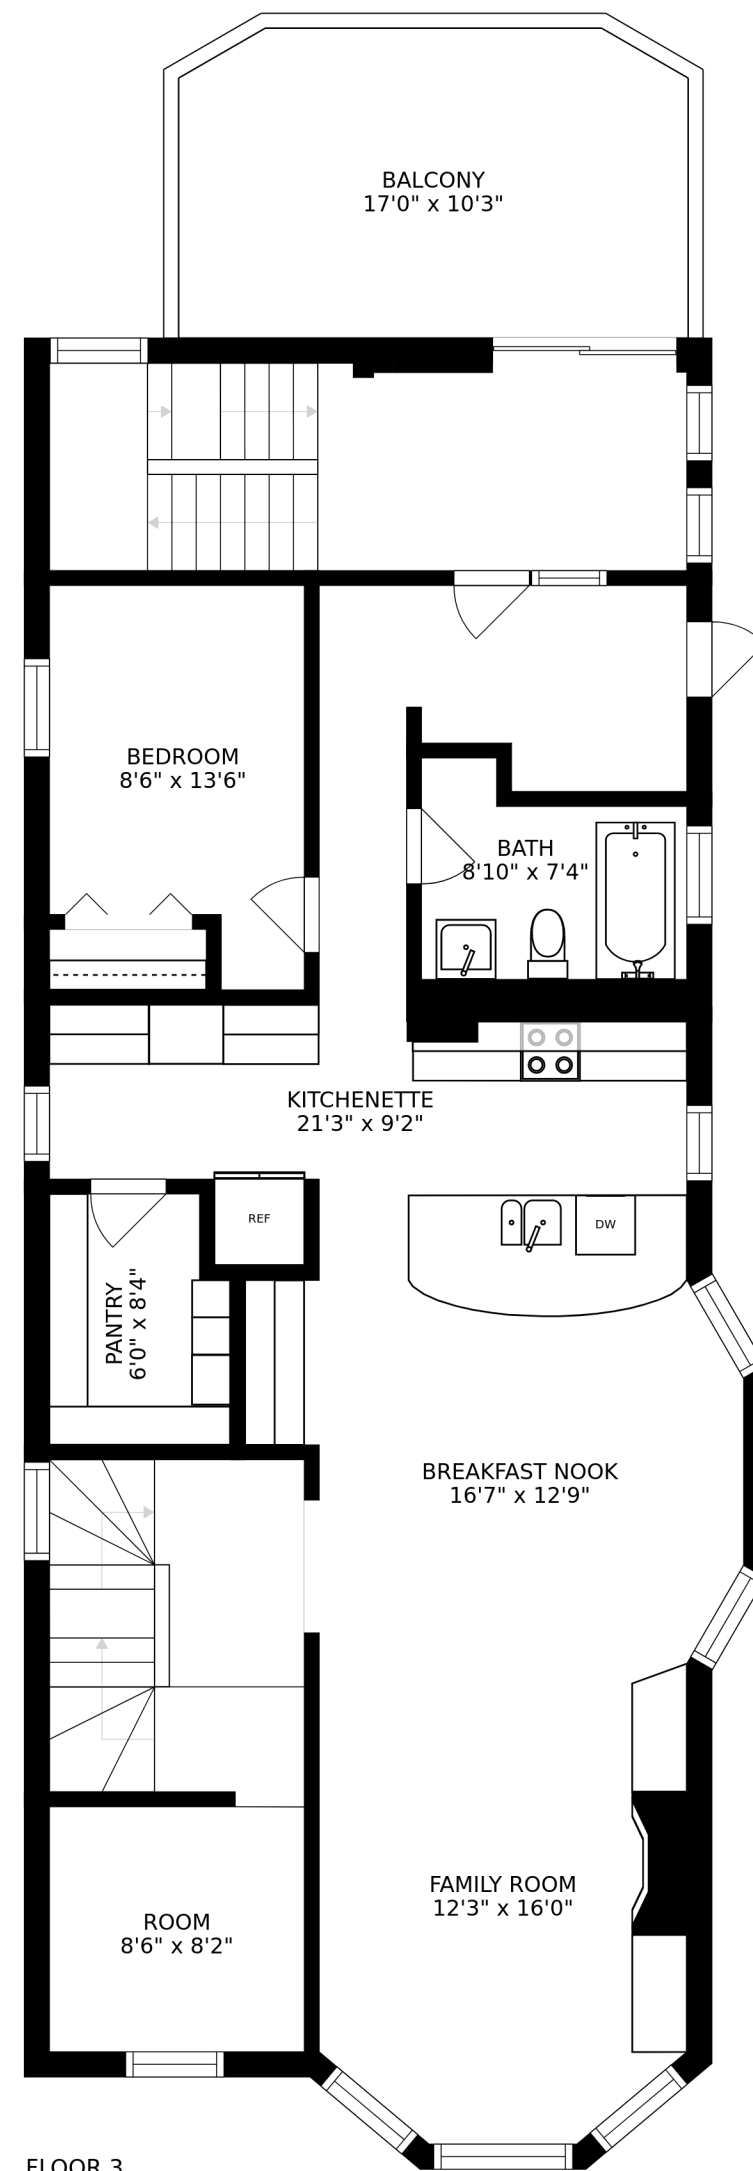 BALCONY
17'0" x 10'3"
BEDROOM
8'6" x 13'6"
BATH
8'10" x 7'4"
KITCHENETTE
21'3" x 9'2"
REF
DW
PANTRY
6'0" x 8'4"
BREAKFAST NOOK
16'7" x 12'9"
FAMILY ROOM
12'3" x 16'0"
ROOM
8'6" x 8'2"
FLOOR 3